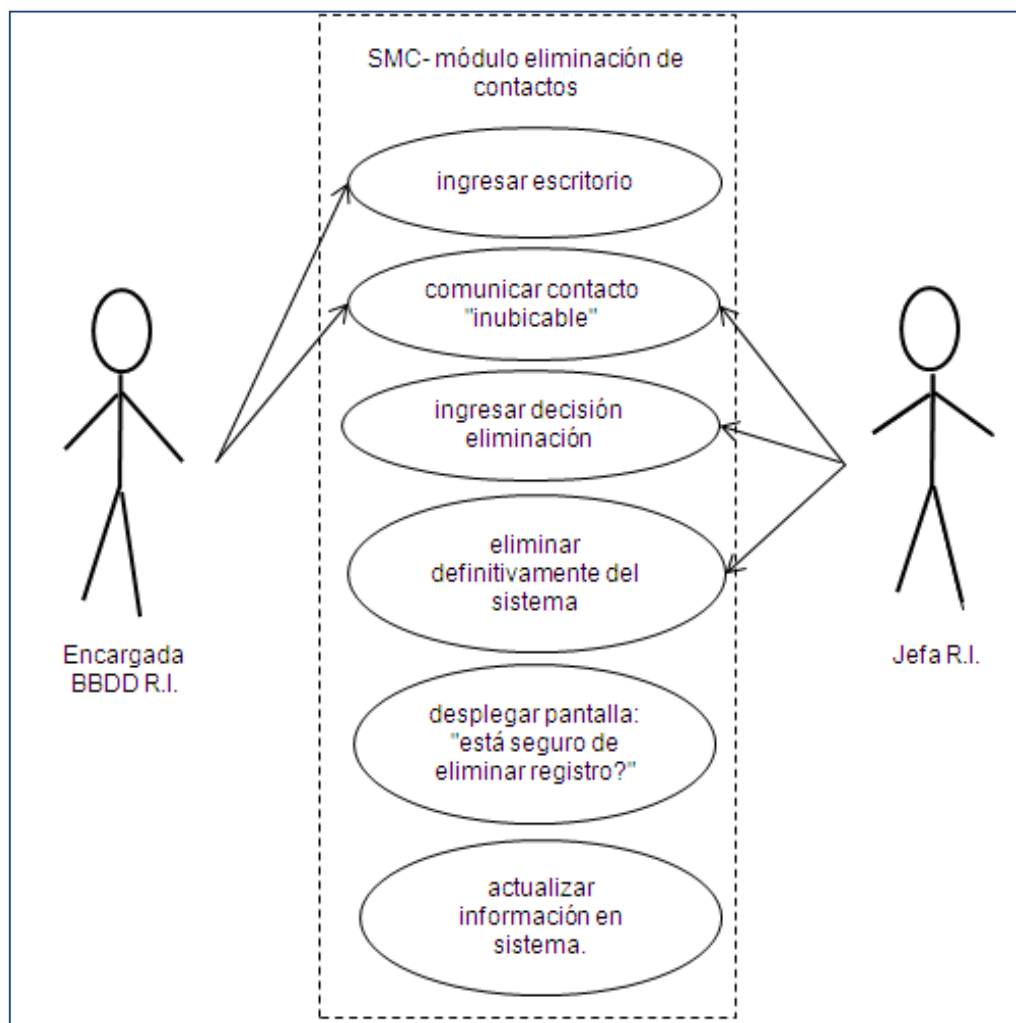 SMC- módulo eliminación de
contactos
ingresar escritorio
comunicar contacto
"inubicable"
ingresar decisión
eliminación
eliminar
definitivamente del
sistema
Encargada
BBDD R.I.
Jefa R.I.
desplegar pantalla:
"está seguro de
eliminar registro?"
actualizar
información en
sistema.